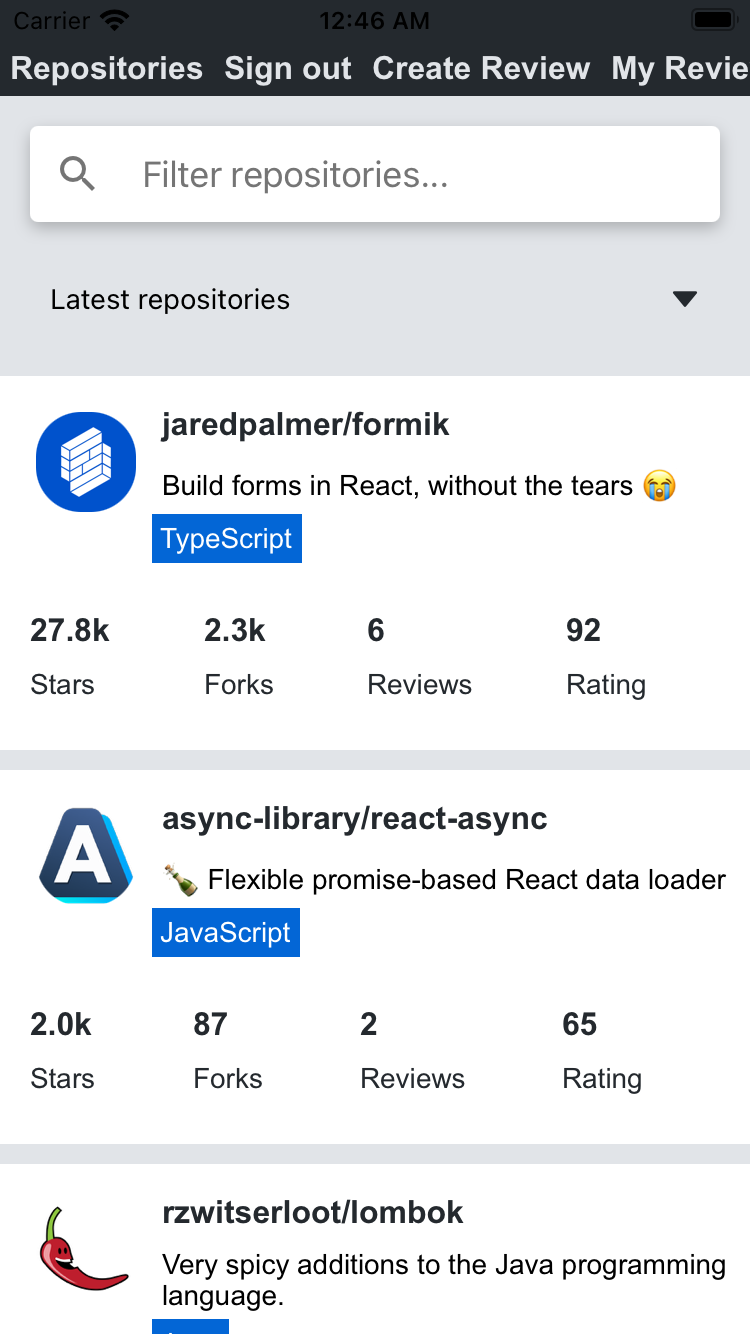 Carrier 12:46 AM
Repositories Sign out Create Review My Revie
Filter repositories...
Latest repositories
jaredpalmer/formik
Build forms in React, without the tears 😭
TypeScript
27.8k 2.3k 6 92
Stars Forks Reviews Rating
A
async-library/react-async
🍾 Flexible promise-based React data loader
JavaScript
2.0k 87 2 65
Stars Forks Reviews Rating
rzwitserloot/lombok
Very spicy additions to the Java programming
language.